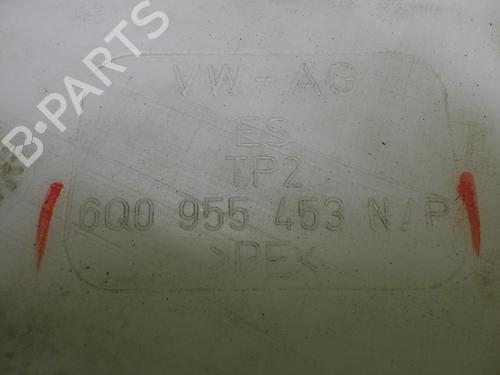 B-PARTS
VW-AG
ES
TP2
6Q0 955 453 N/P
>PE<